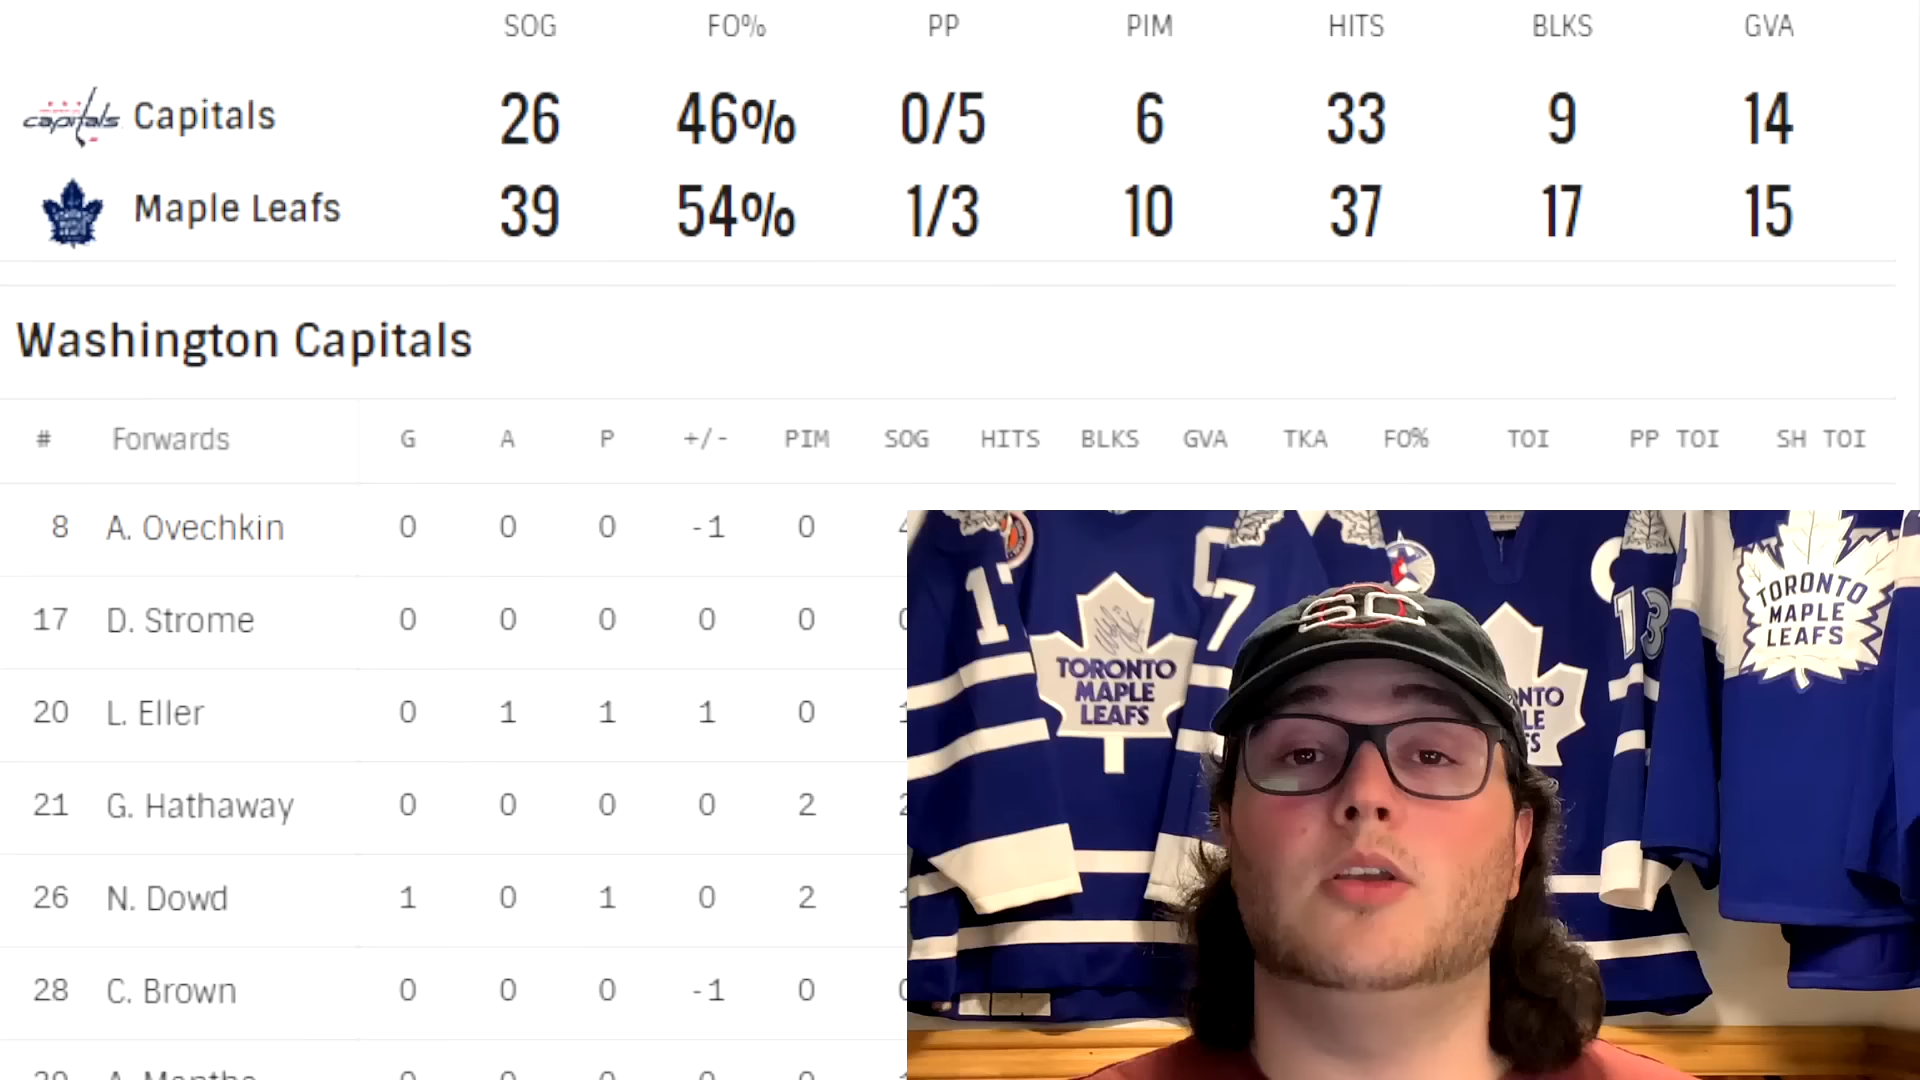 SOG FO% PP PIM HITS BLKS GVA
capitals Capitals 26 46% 0/5 6 33 9 14
Maple Leafs 39 54% 1/3 10 37 17 15
Washington Capitals
# Forwards G A P +/- PIM SOG HITS BLKS GVA TKA FO% TOI PP TOI SH TOI
8 A. Ovechkin 0 0 0 -1 0
17 D. Strome 0 0 0 0 0
20 L. Eller 0 1 1 1 0
21 G. Hathaway 0 0 0 0 2
26 N. Dowd 1 0 1 0 2
28 C. Brown 0 0 0 -1 0
TORONTO
MAPLE
LEAFS
17
13
TORONTO
MAPLE
LEAFS